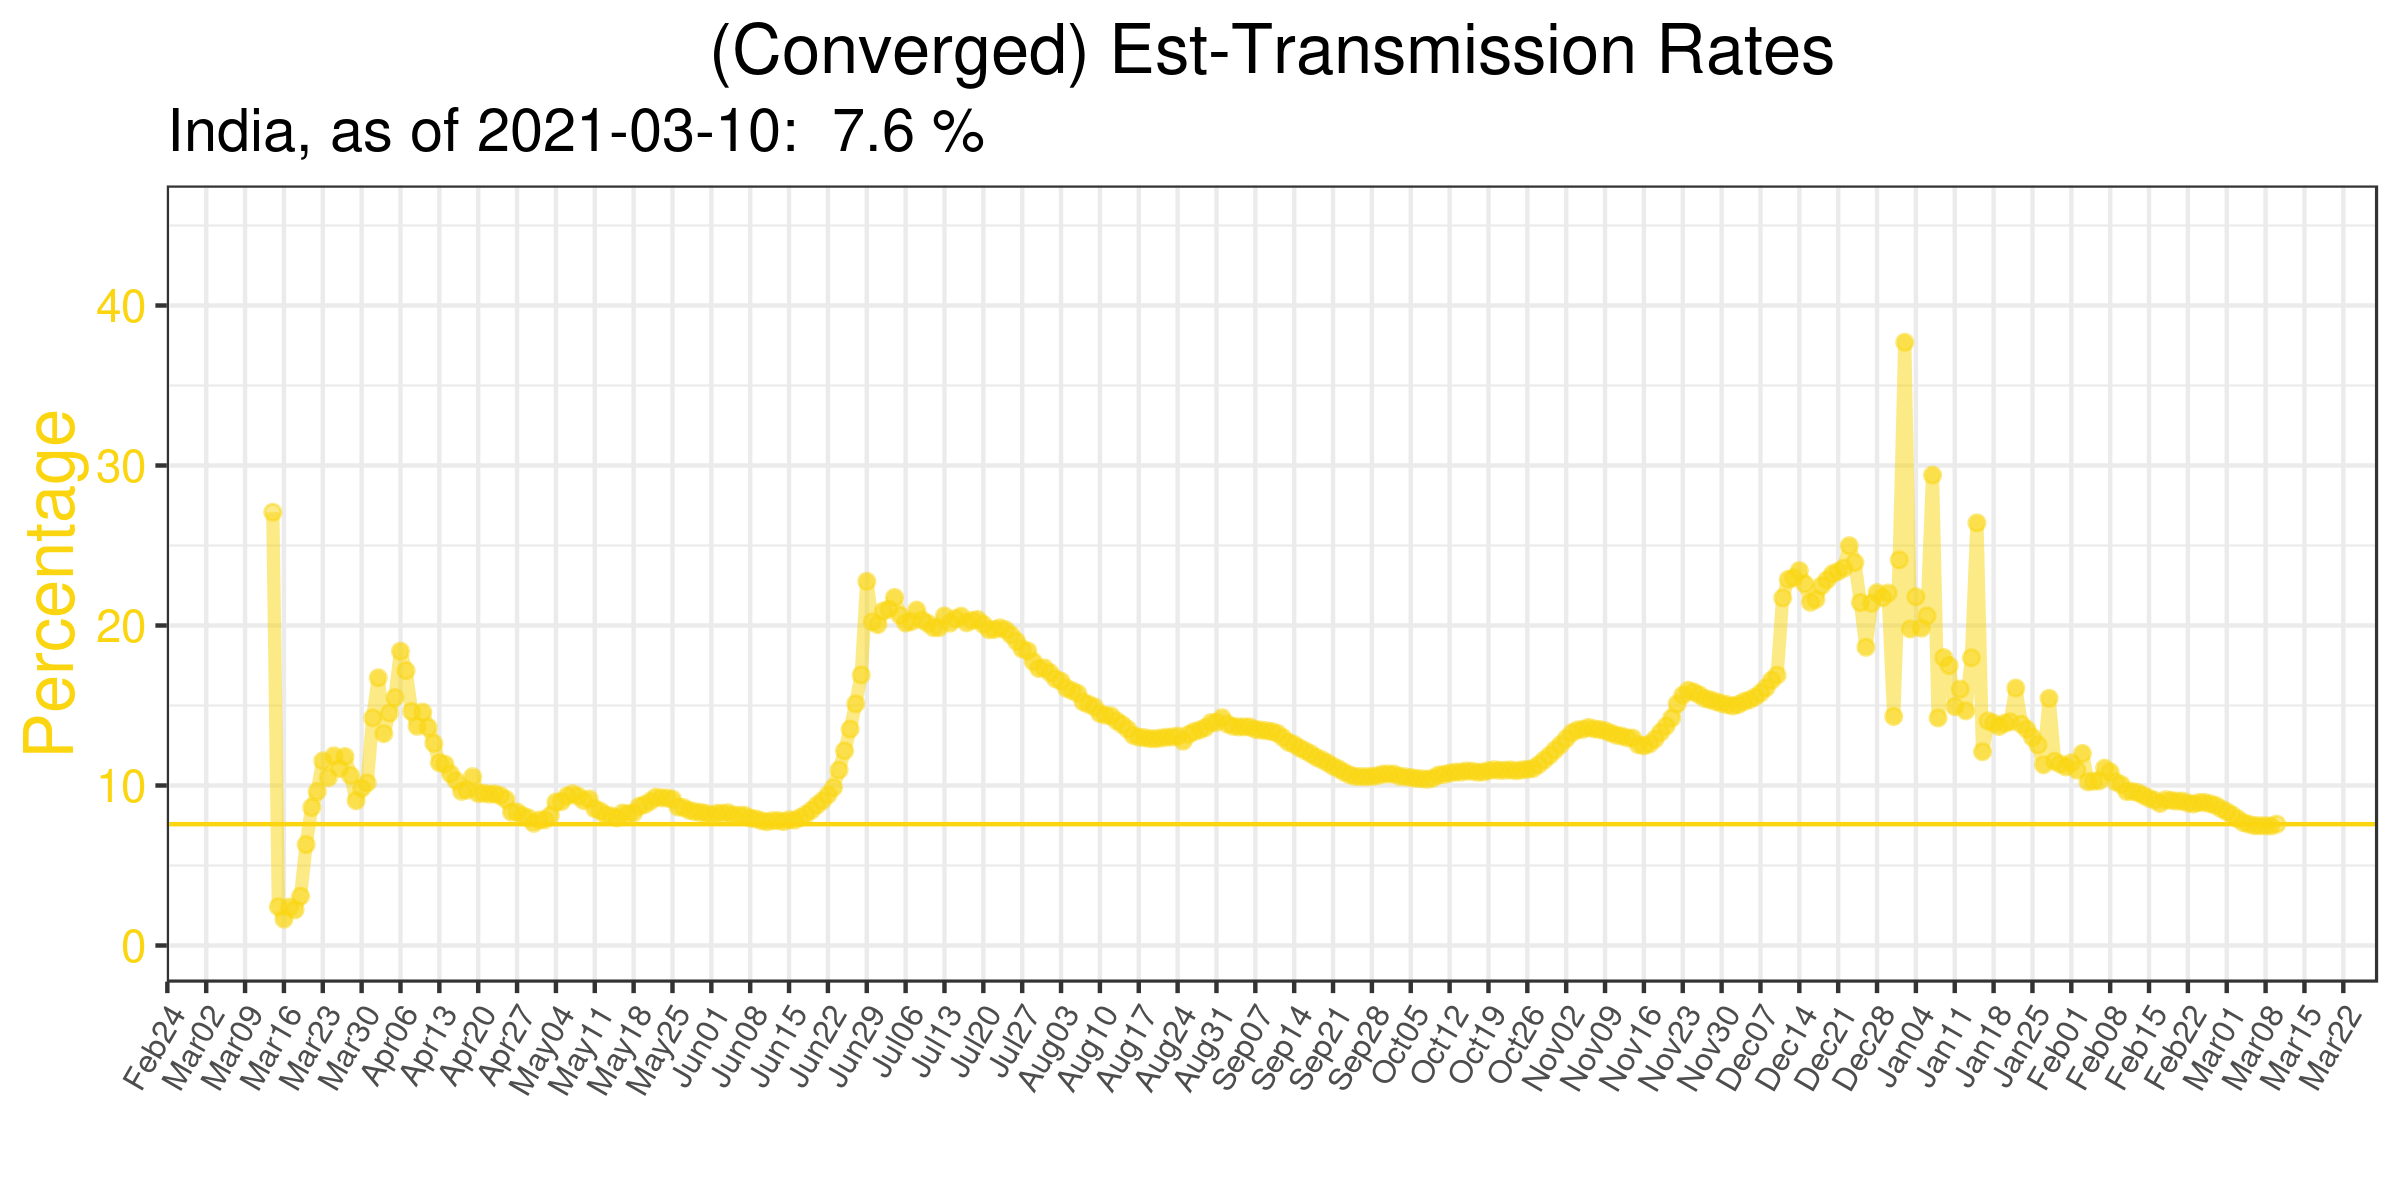 (Converged) Est-Transmission Rates
India, as of 2021-03-10:  7.6 %
Percentage
40
30
20
10
0
Feb24
Mar02
Mar09
Mar16
Mar23
Mar30
Apr06
Apr13
Apr20
Apr27
May04
May11
May18
May25
Jun01
Jun08
Jun15
Jun22
Jun29
Jul06
Jul13
Jul20
Jul27
Aug03
Aug10
Aug17
Aug24
Aug31
Sep07
Sep14
Sep21
Sep28
Oct05
Oct12
Oct19
Oct26
Nov02
Nov09
Nov16
Nov23
Nov30
Dec07
Dec14
Dec21
Dec28
Jan04
Jan11
Jan18
Jan25
Feb01
Feb08
Feb15
Feb22
Mar01
Mar08
Mar15
Mar22